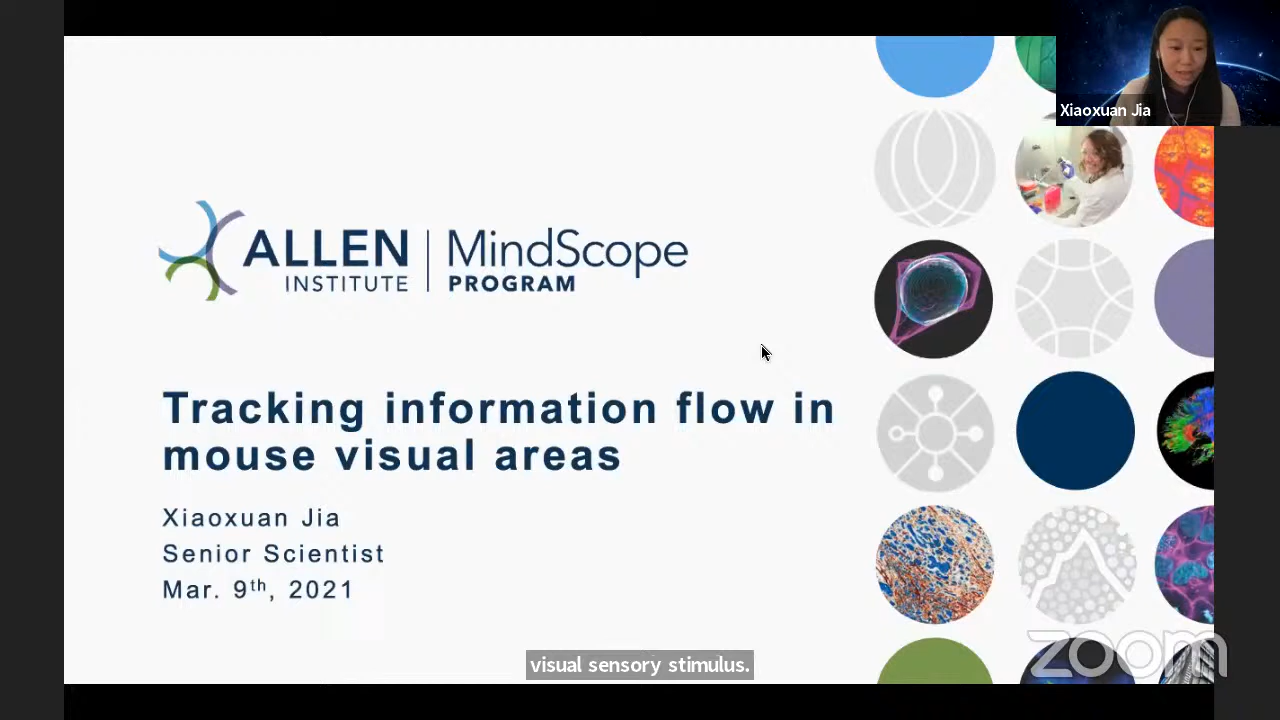 Xiaoxuan Jia
ALLEN
INSTITUTE
MindScope
PROGRAM
Tracking information flow in
mouse visual areas
Xiaoxuan Jia
Senior Scientist
Mar. 9th, 2021
visual sensory stimulus.
zoom